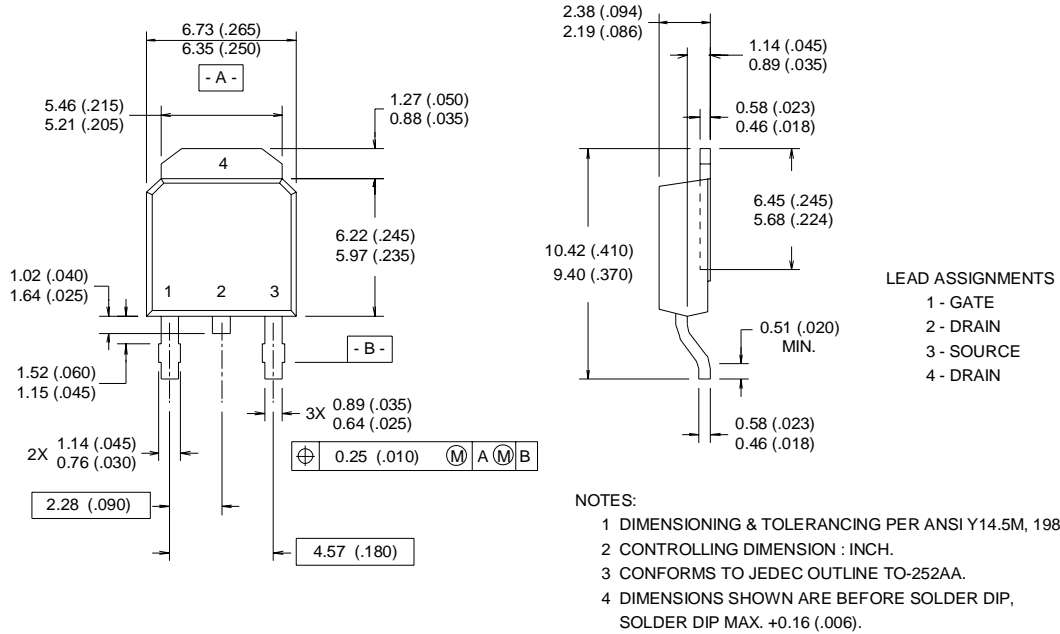 6.73 (.265)
6.35 (.250)
- A -
5.46 (.215)
5.21 (.205)
1.27 (.050)
0.88 (.035)
4
6.22 (.245)
5.97 (.235)
1.02 (.040)
1.64 (.025)
1 2 3
1.52 (.060)
1.15 (.045)
- B -
3X 0.89 (.035)
0.64 (.025)
2X 1.14 (.045)
0.76 (.030)
0.25 (.010) M A M B
2.28 (.090)
4.57 (.180)
2.38 (.094)
2.19 (.086)
1.14 (.045)
0.89 (.035)
0.58 (.023)
0.46 (.018)
6.45 (.245)
5.68 (.224)
10.42 (.410)
9.40 (.370)
0.51 (.020)
MIN.
0.58 (.023)
0.46 (.018)
LEAD ASSIGNMENTS
1 - GATE
2 - DRAIN
3 - SOURCE
4 - DRAIN
NOTES:
1 DIMENSIONING & TOLERANCING PER ANSI Y14.5M, 198
2 CONTROLLING DIMENSION : INCH.
3 CONFORMS TO JEDEC OUTLINE TO-252AA.
4 DIMENSIONS SHOWN ARE BEFORE SOLDER DIP,
SOLDER DIP MAX. +0.16 (.006).